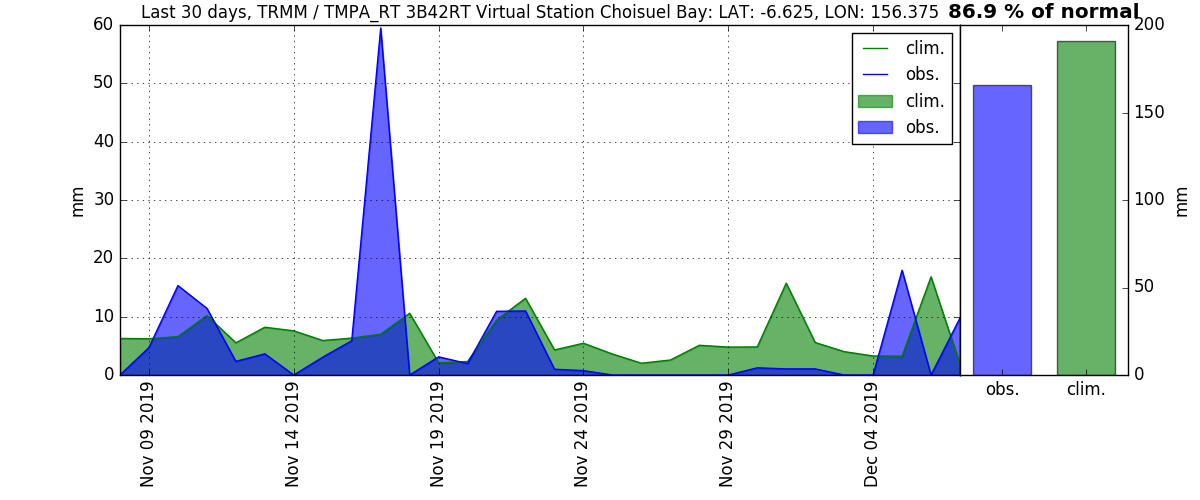 Last 30 days, TRMM / TMPA_RT 3B42RT Virtual Station Choisuel Bay: LAT: -6.625, LON: 156.375
86.9 % of normal
60
50
40
30
20
10
0
mm
clim.
obs.
clim.
obs.
200
150
100
50
0
mm
Nov 09 2019
Nov 14 2019
Nov 19 2019
Nov 24 2019
Nov 29 2019
Dec 04 2019
obs.
clim.